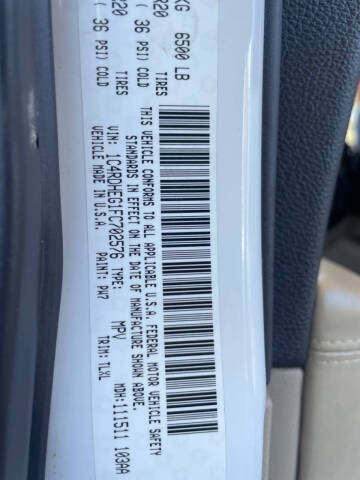 KG 6500 LB
R20 TIRES
( 36 PSI) COLD
020 TIRES
( 36 PSI) COLD
THIS VEHICLE CONFORMS TO ALL APPLICABLE U.S.A. FEDERAL MOTOR VEHICLE SAFETY
STANDARDS IN EFFECT ON THE DATE OF MANUFACTURE SHOWN ABOVE.
VIN: 1C4RDHEG1FC702576 TYPE: MPV MDH: 111511 103AA
VEHICLE MADE IN U.S.A. PAINT: PW7 TRIM: TLXL